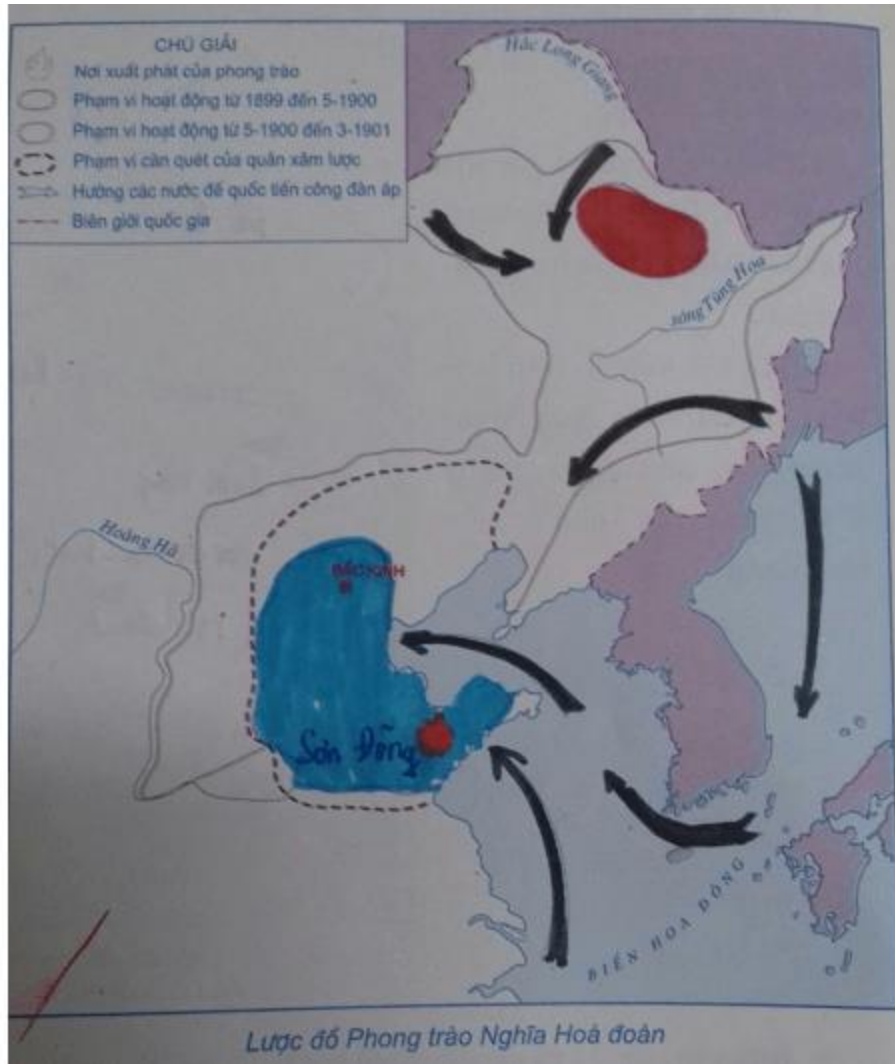 CHÚ GIẢI
Nơi xuất phát của phong trào
Phạm vi hoạt động từ 1899 đến 5-1900
Phạm vi hoạt động từ 5-1900 đến 3-1901
Phạm vi càn quét của quân xâm lược
Hướng các nước đế quốc tiến công đàn áp
Biên giới quốc gia
Hắc Long Giang
sông Tùng Hoa
Hoàng Hà
BẮC KINH
Sơn Đông
BIỂN HOA ĐÔNG
Lược đồ Phong trào Nghĩa Hoà đoàn